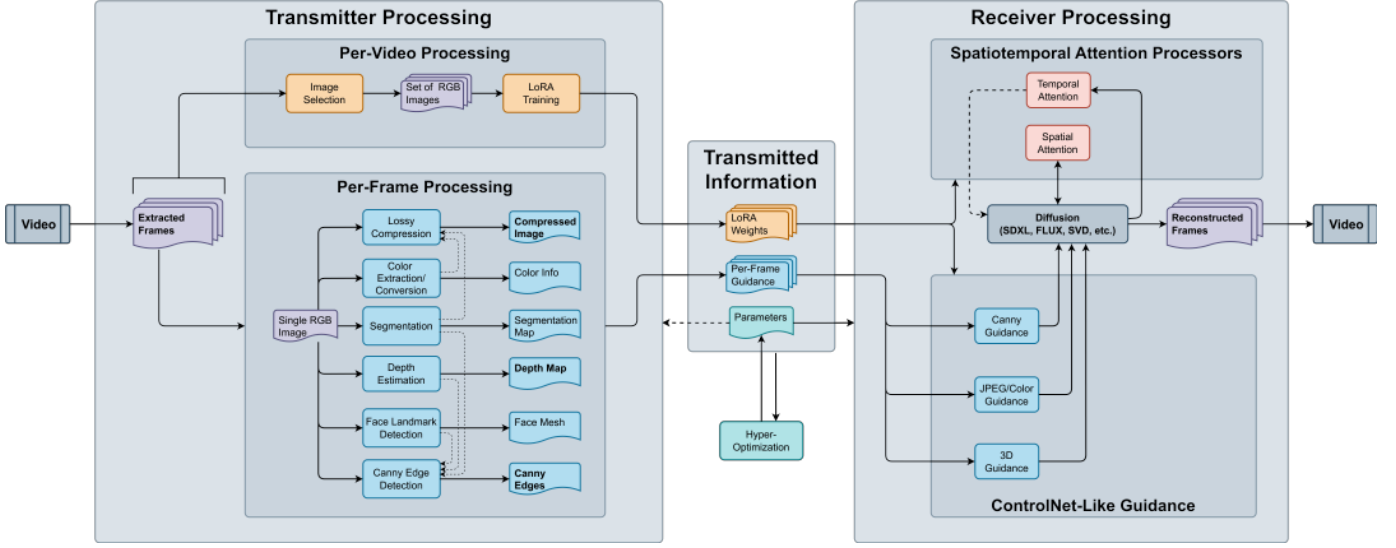 Transmitter Processing
Per-Video Processing
Image
Selection
Set of RGB
Images
LoRA
Training
Video
Extracted
Frames
Per-Frame Processing
Single RGB
Image
Lossy
Compression
Compressed
Image
Color
Extraction/
Conversion
Color Info
Segmentation
Segmentation
Map
Depth
Estimation
Depth Map
Face Landmark
Detection
Face Mesh
Canny Edge
Detection
Canny
Edges
Transmitted
Information
LoRA
Weights
Per-Frame
Guidance
Parameters
Hyper-
Optimization
Receiver Processing
Spatiotemporal Attention Processors
Temporal
Attention
Spatial
Attention
Diffusion
(SDXL, FLUX, SVD, etc.)
Reconstructed
Frames
Video
Canny
Guidance
JPEG/Color
Guidance
3D
Guidance
ControlNet-Like Guidance